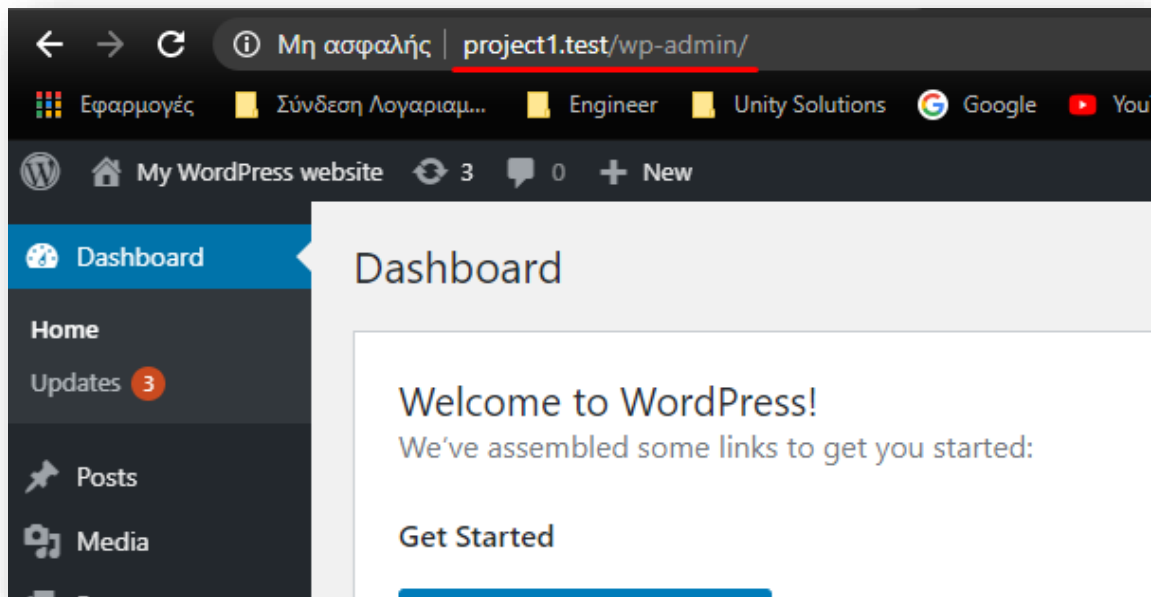 Μη ασφαλής project1.test/wp-admin/
Εφαρμογές Σύνδεση Λογαριαμ... Engineer Unity Solutions Google
My WordPress website 3 0 New
Dashboard
Home
Updates 3
Posts
Media
Dashboard
Welcome to WordPress!
We've assembled some links to get you started:
Get Started